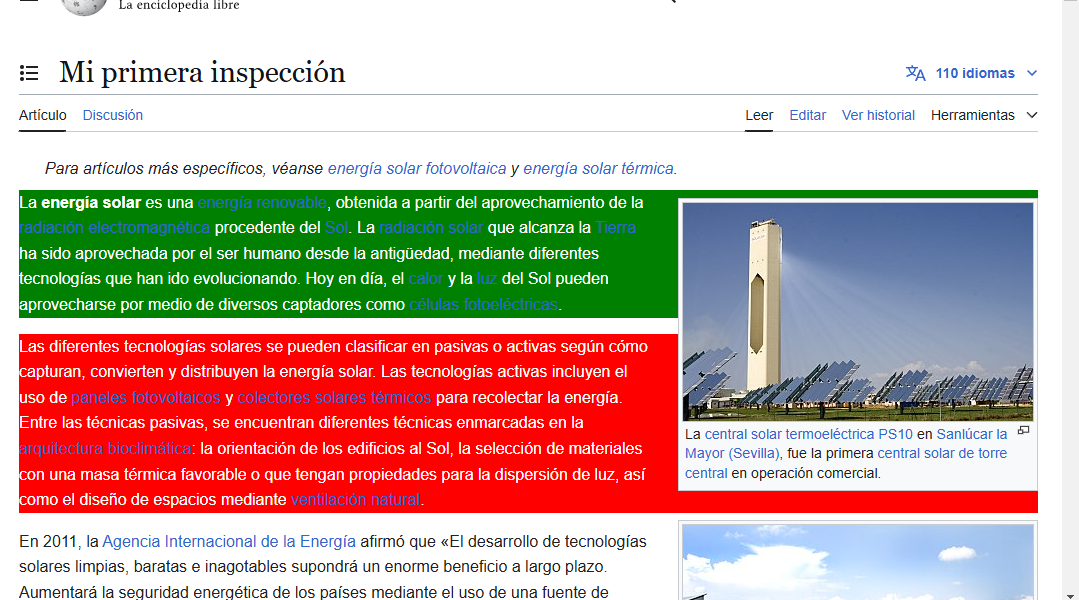 La enciclopedia libre
Mi primera inspección
110 idiomas
Artículo Discusión Leer Editar Ver historial Herramientas
Para artículos más específicos, véanse energía solar fotovoltaica y energía solar térmica.
La energía solar es una energía renovable, obtenida a partir del aprovechamiento de la
radiación electromagnética procedente del Sol. La radiación solar que alcanza la Tierra
ha sido aprovechada por el ser humano desde la antigüedad, mediante diferentes
tecnologías que han ido evolucionando. Hoy en día, el calor y la luz del Sol pueden
aprovecharse por medio de diversos captadores como células fotoeléctricas.
Las diferentes tecnologías solares se pueden clasificar en pasivas o activas según cómo
capturan, convierten y distribuyen la energía solar. Las tecnologías activas incluyen el
uso de paneles fotovoltaicos y colectores solares térmicos para recolectar la energía.
Entre las técnicas pasivas, se encuentran diferentes técnicas enmarcadas en la
arquitectura bioclimática: la orientación de los edificios al Sol, la selección de materiales
con una masa térmica favorable o que tengan propiedades para la dispersión de luz, así
como el diseño de espacios mediante ventilación natural.
La central solar termoeléctrica PS10 en Sanlúcar la
Mayor (Sevilla), fue la primera central solar de torre
central en operación comercial.
En 2011, la Agencia Internacional de la Energía afirmó que «El desarrollo de tecnologías
solares limpias, baratas e inagotables supondrá un enorme beneficio a largo plazo.
Aumentará la seguridad energética de los países mediante el uso de una fuente de